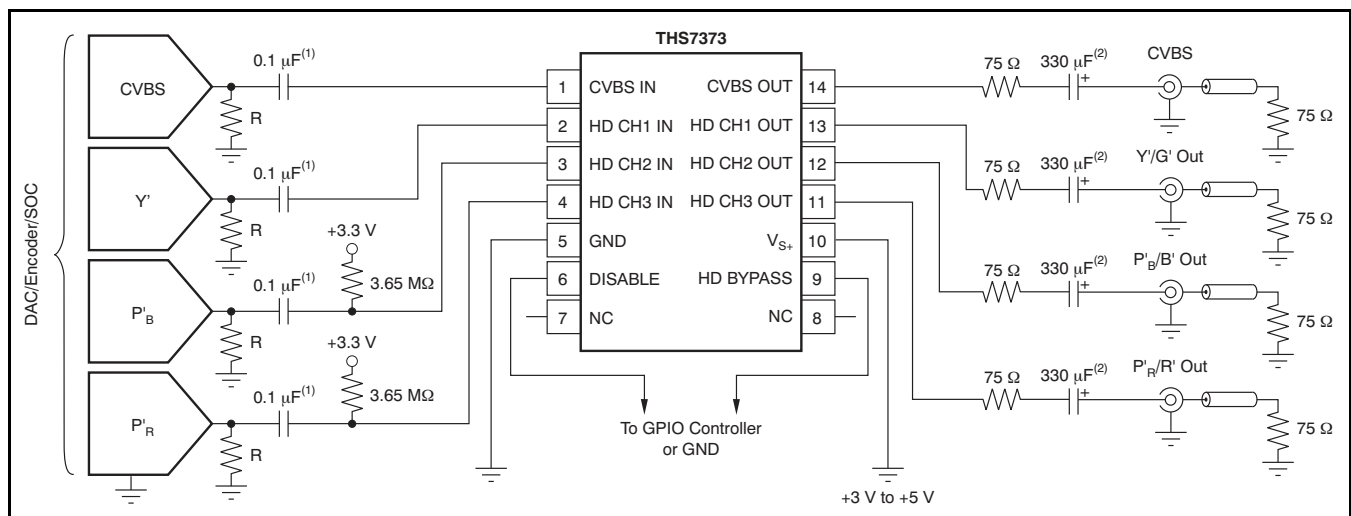 THS7373
DAC/Encoder/SOC
CVBS
R
0.1 μF(1)
Y'
R
0.1 μF(1)
P'B
R
0.1 μF(1)
+3.3 V
3.65 MΩ
P'R
R
0.1 μF(1)
+3.3 V
3.65 MΩ
1 CVBS IN
2 HD CH1 IN
3 HD CH2 IN
4 HD CH3 IN
5 GND
6 DISABLE
7 NC
CVBS OUT 14
HD CH1 OUT 13
HD CH2 OUT 12
HD CH3 OUT 11
VS+ 10
HD BYPASS 9
NC 8
To GPIO Controller
or GND
+3 V to +5 V
75 Ω
330 μF(2)
+
CVBS
75 Ω
75 Ω
330 μF(2)
+
Y'/G' Out
75 Ω
75 Ω
330 μF(2)
+
P'B/B' Out
75 Ω
75 Ω
330 μF(2)
+
P'R/R' Out
75 Ω